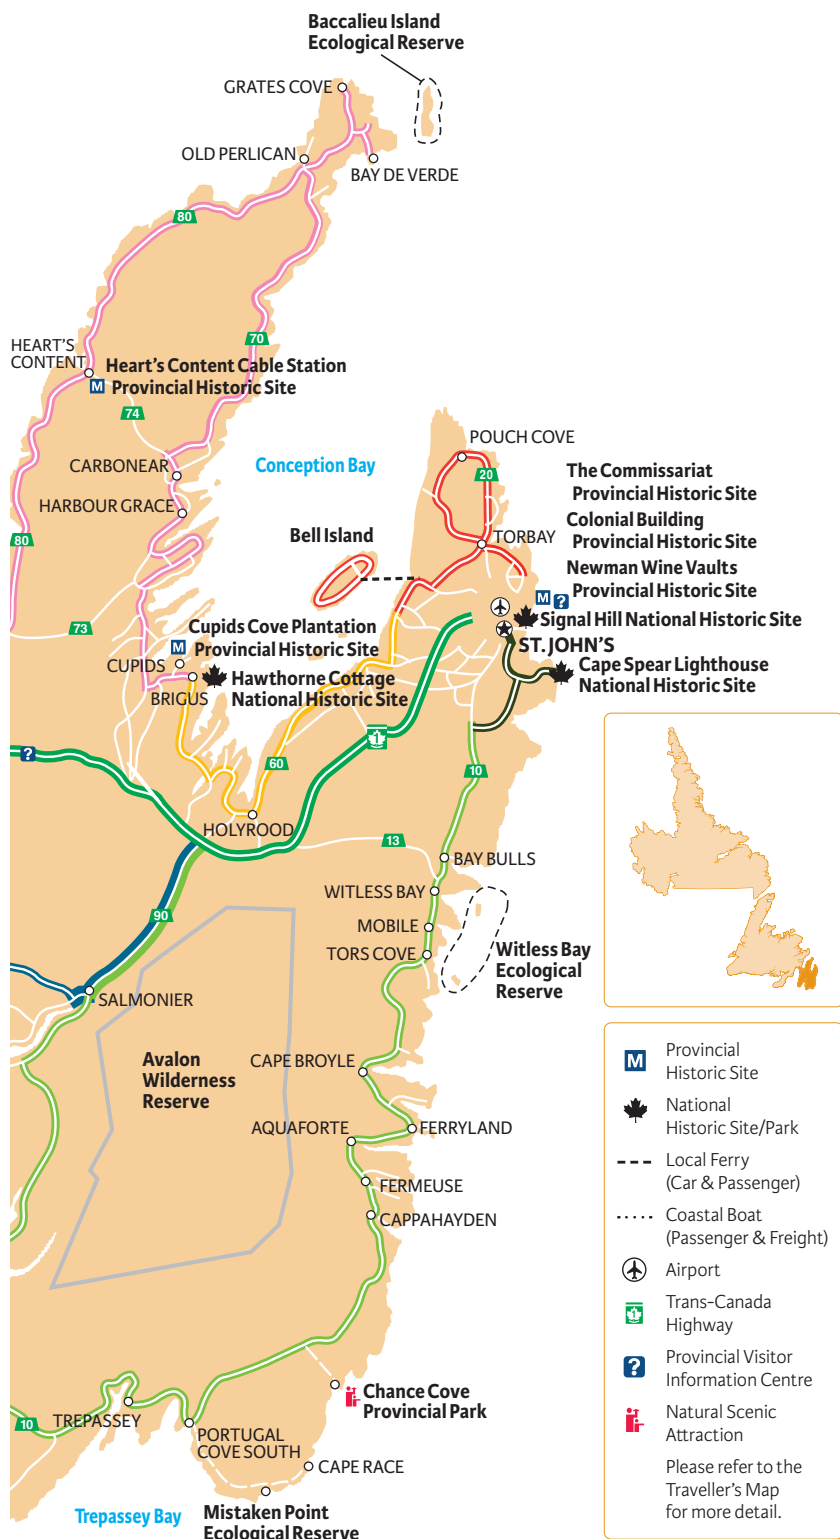 Baccalieu Island
Ecological Reserve
GRATES COVE
OLD PERLICAN
BAY DE VERDE
80
70
HEART'S
CONTENT
Heart's Content Cable Station
Provincial Historic Site
M
74
POUCH COVE
CARBONEAR
Conception Bay
20
The Commissariat
Provincial Historic Site
HARBOUR GRACE
Colonial Building
Provincial Historic Site
80
Bell Island
TORBAY
Newman Wine Vaults
Provincial Historic Site
M
?
73
Cupids Cove Plantation
Provincial Historic Site
M
Signal Hill National Historic Site
ST. JOHN'S
CUPIDS
Hawthorne Cottage
National Historic Site
Cape Spear Lighthouse
National Historic Site
BRIGUS
1
?
60
10
HOLYROOD
13
BAY BULLS
WITLESS BAY
90
MOBILE
TORS COVE
Witless Bay
Ecological
Reserve
SALMONIER
Avalon
Wilderness
Reserve
CAPE BROYLE
AQUAFORTE
FERRYLAND
FERMEUSE
CAPPAHAYDEN
Chance Cove
Provincial Park
10
TREPASSEY
PORTUGAL
COVE SOUTH
CAPE RACE
Trepassey Bay
Mistaken Point
Ecological Reserve
M
Provincial
Historic Site
National
Historic Site/Park
Local Ferry
(Car & Passenger)
Coastal Boat
(Passenger & Freight)
Airport
1
Trans-Canada
Highway
?
Provincial Visitor
Information Centre
Natural Scenic
Attraction
Please refer to the
Traveller's Map
for more detail.